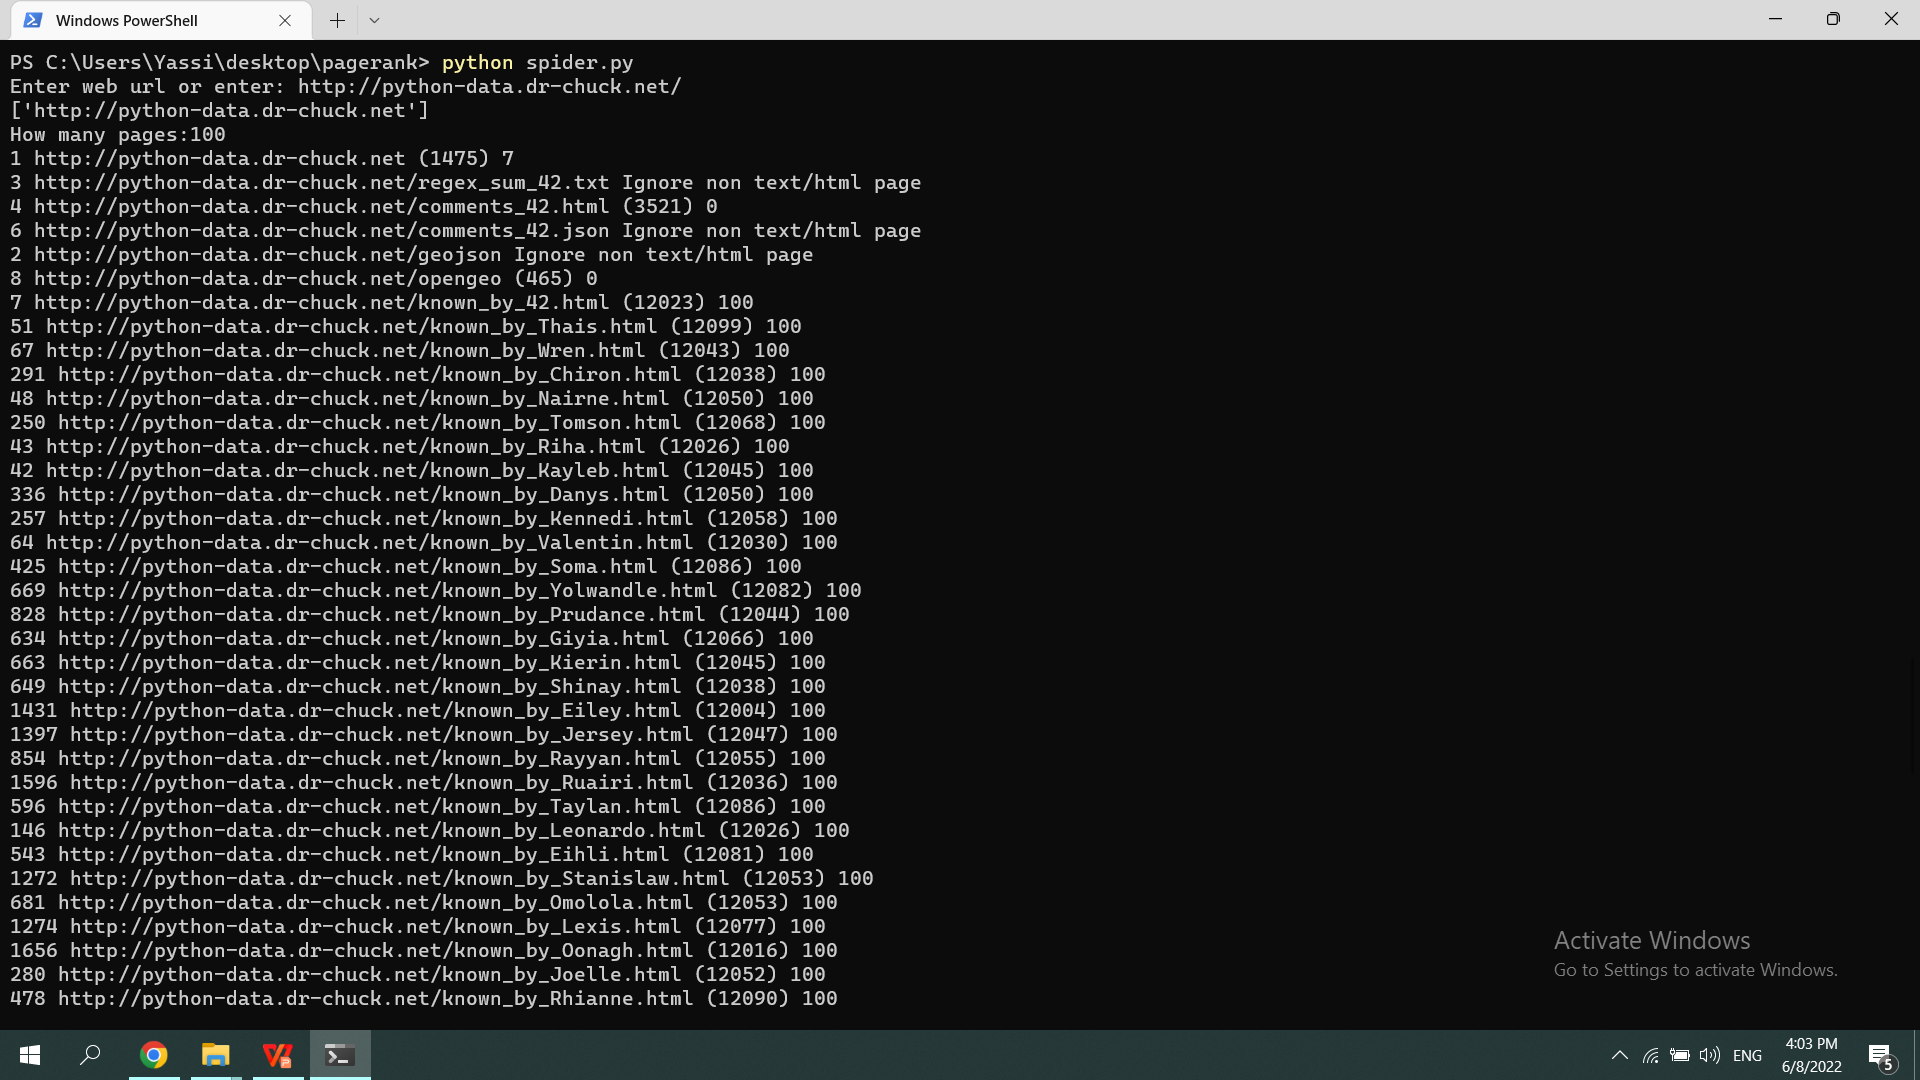 Windows PowerShell
PS C:\Users\Yassi\desktop\pagerank> python spider.py
Enter web url or enter: http://python-data.dr-chuck.net/
['http://python-data.dr-chuck.net']
How many pages:100
1 http://python-data.dr-chuck.net (1475) 7
3 http://python-data.dr-chuck.net/regex_sum_42.txt Ignore non text/html page
4 http://python-data.dr-chuck.net/comments_42.html (3521) 0
6 http://python-data.dr-chuck.net/comments_42.json Ignore non text/html page
2 http://python-data.dr-chuck.net/geojson Ignore non text/html page
8 http://python-data.dr-chuck.net/opengeo (465) 0
7 http://python-data.dr-chuck.net/known_by_42.html (12023) 100
51 http://python-data.dr-chuck.net/known_by_Thais.html (12099) 100
67 http://python-data.dr-chuck.net/known_by_Wren.html (12043) 100
291 http://python-data.dr-chuck.net/known_by_Chiron.html (12038) 100
48 http://python-data.dr-chuck.net/known_by_Nairne.html (12050) 100
250 http://python-data.dr-chuck.net/known_by_Tomson.html (12068) 100
43 http://python-data.dr-chuck.net/known_by_Riha.html (12026) 100
42 http://python-data.dr-chuck.net/known_by_Kayleb.html (12045) 100
336 http://python-data.dr-chuck.net/known_by_Danys.html (12050) 100
257 http://python-data.dr-chuck.net/known_by_Kennedi.html (12058) 100
64 http://python-data.dr-chuck.net/known_by_Valentin.html (12030) 100
425 http://python-data.dr-chuck.net/known_by_Soma.html (12086) 100
669 http://python-data.dr-chuck.net/known_by_Yolwandle.html (12082) 100
828 http://python-data.dr-chuck.net/known_by_Prudance.html (12044) 100
634 http://python-data.dr-chuck.net/known_by_Giyia.html (12066) 100
663 http://python-data.dr-chuck.net/known_by_Kierin.html (12045) 100
649 http://python-data.dr-chuck.net/known_by_Shinay.html (12038) 100
1431 http://python-data.dr-chuck.net/known_by_Eiley.html (12004) 100
1397 http://python-data.dr-chuck.net/known_by_Jersey.html (12047) 100
854 http://python-data.dr-chuck.net/known_by_Rayyan.html (12055) 100
1596 http://python-data.dr-chuck.net/known_by_Ruairi.html (12036) 100
596 http://python-data.dr-chuck.net/known_by_Taylan.html (12086) 100
146 http://python-data.dr-chuck.net/known_by_Leonardo.html (12026) 100
543 http://python-data.dr-chuck.net/known_by_Eihli.html (12081) 100
1272 http://python-data.dr-chuck.net/known_by_Stanislaw.html (12053) 100
681 http://python-data.dr-chuck.net/known_by_Omolola.html (12053) 100
1274 http://python-data.dr-chuck.net/known_by_Lexis.html (12077) 100
1656 http://python-data.dr-chuck.net/known_by_Oonagh.html (12016) 100
280 http://python-data.dr-chuck.net/known_by_Joelle.html (12052) 100
478 http://python-data.dr-chuck.net/known_by_Rhianne.html (12090) 100
Activate Windows
Go to Settings to activate Windows.
ENG
4:03 PM
6/8/2022
5